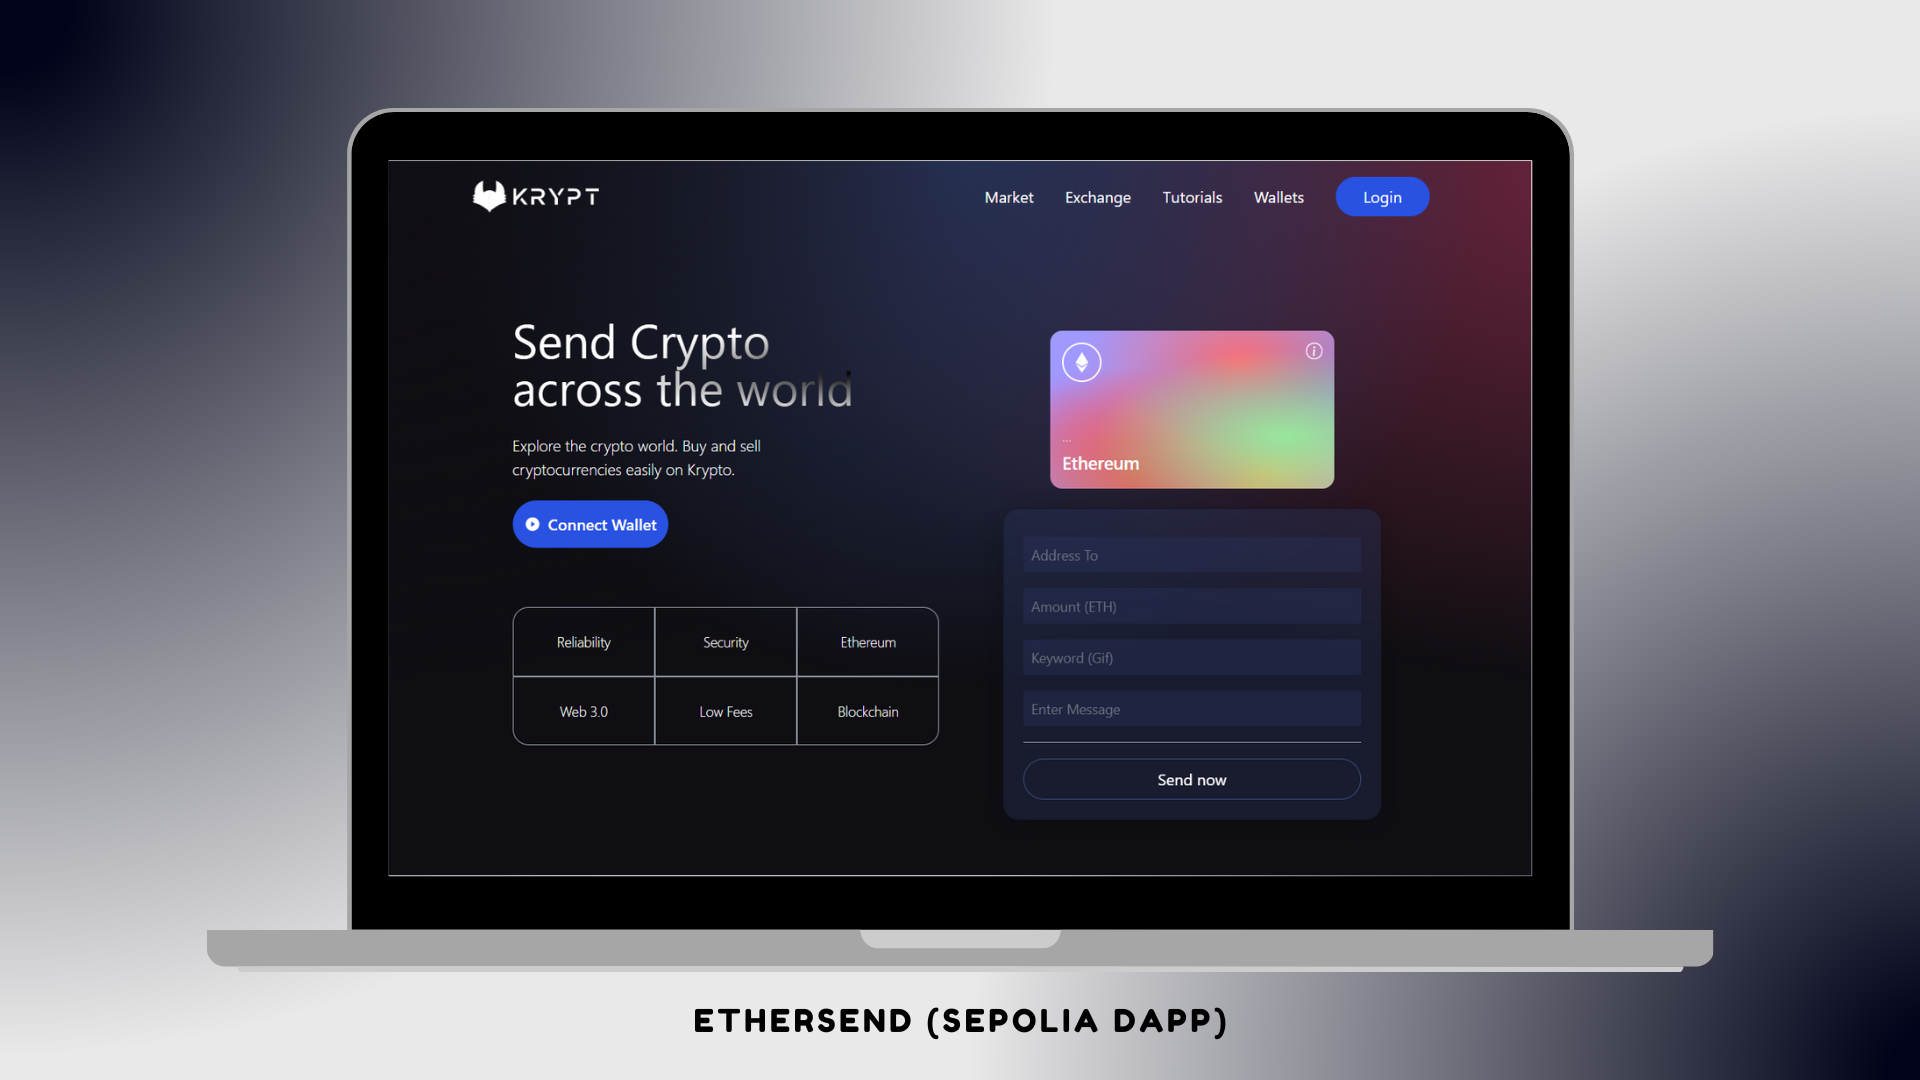 KRYPT
Market Exchange Tutorials Wallets Login
Send Crypto
across the world
Explore the crypto world. Buy and sell
cryptocurrencies easily on Krypto.
Connect Wallet
Reliability Security Ethereum
Web 3.0 Low Fees Blockchain
...
Ethereum
Address To
Amount (ETH)
Keyword (Gif)
Enter Message
Send now
ETHERSEND (SEPOLIA DAPP)